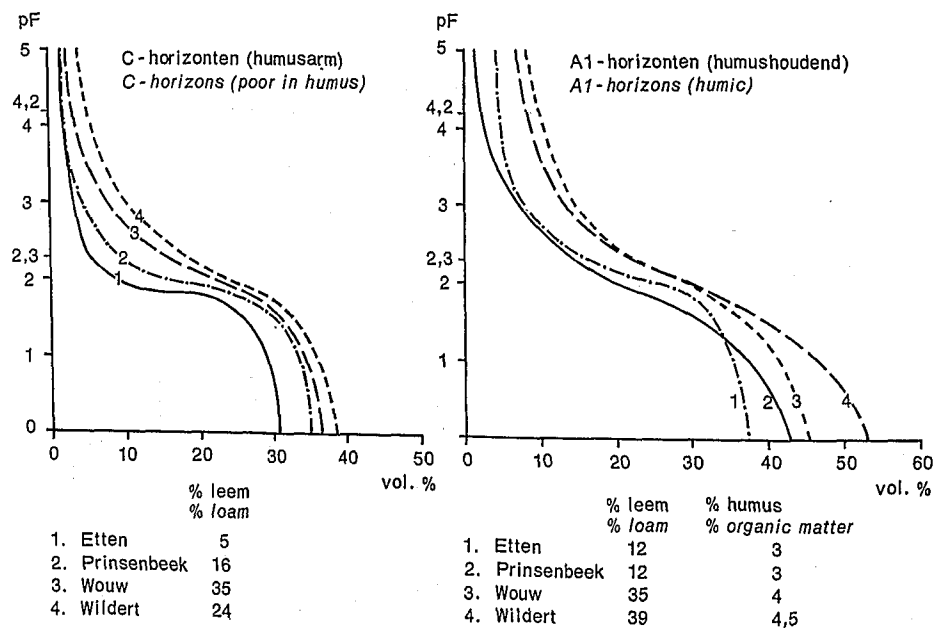 pF
5
4,2
4
3
2,3
2
1
0
C-horizonten (humusarm)
C-horizons (poor in humus)
4
3
2
1
0 10 20 30 40 50
vol. %
% leem
% loam
1. Etten 5
2. Prinsenbeek 16
3. Wouw 35
4. Wildert 24
pF
5
4,2
4
3
2,3
2
1
A1-horizonten (humushoudend)
A1-horizons (humic)
1 2 3 4
0 10 20 30 40 50 60
vol. %
% leem % humus
% loam % organic matter
1. Etten 12 3
2. Prinsenbeek 12 3
3. Wouw 35 4
4. Wildert 39 4,5